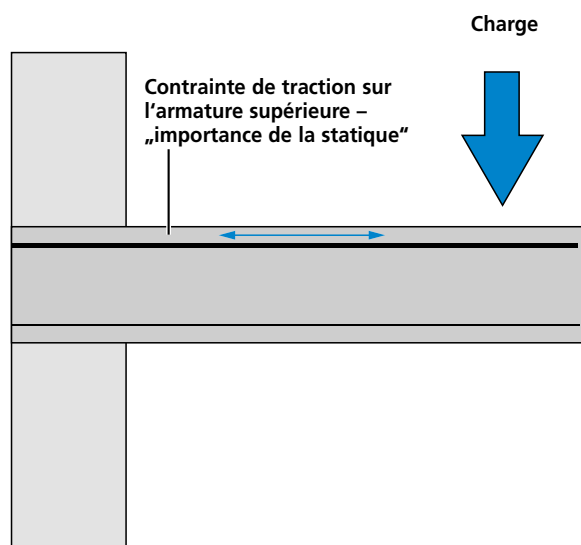 Charge
Contrainte de traction sur
l‘armature supérieure –
„importance de la statique“